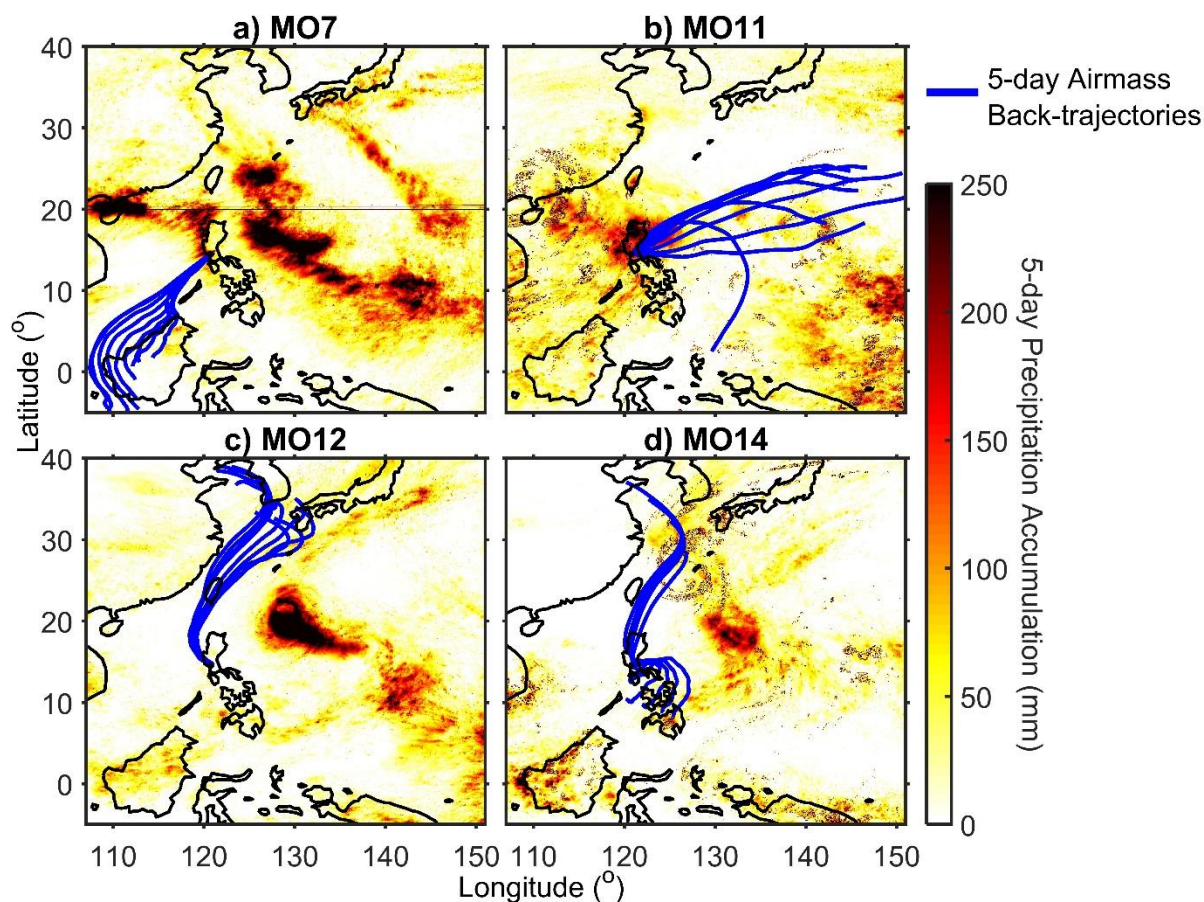 a) MO7
b) MO11
5-day Airmass
Back-trajectories
40
30
20
10
0
Latitude (°)
250
200
150
100
50
0
5-day Precipitation Accumulation (mm)
c) MO12
d) MO14
40
30
20
10
0
110 120 130 140 150
110 120 130 140 150
Longitude (°)